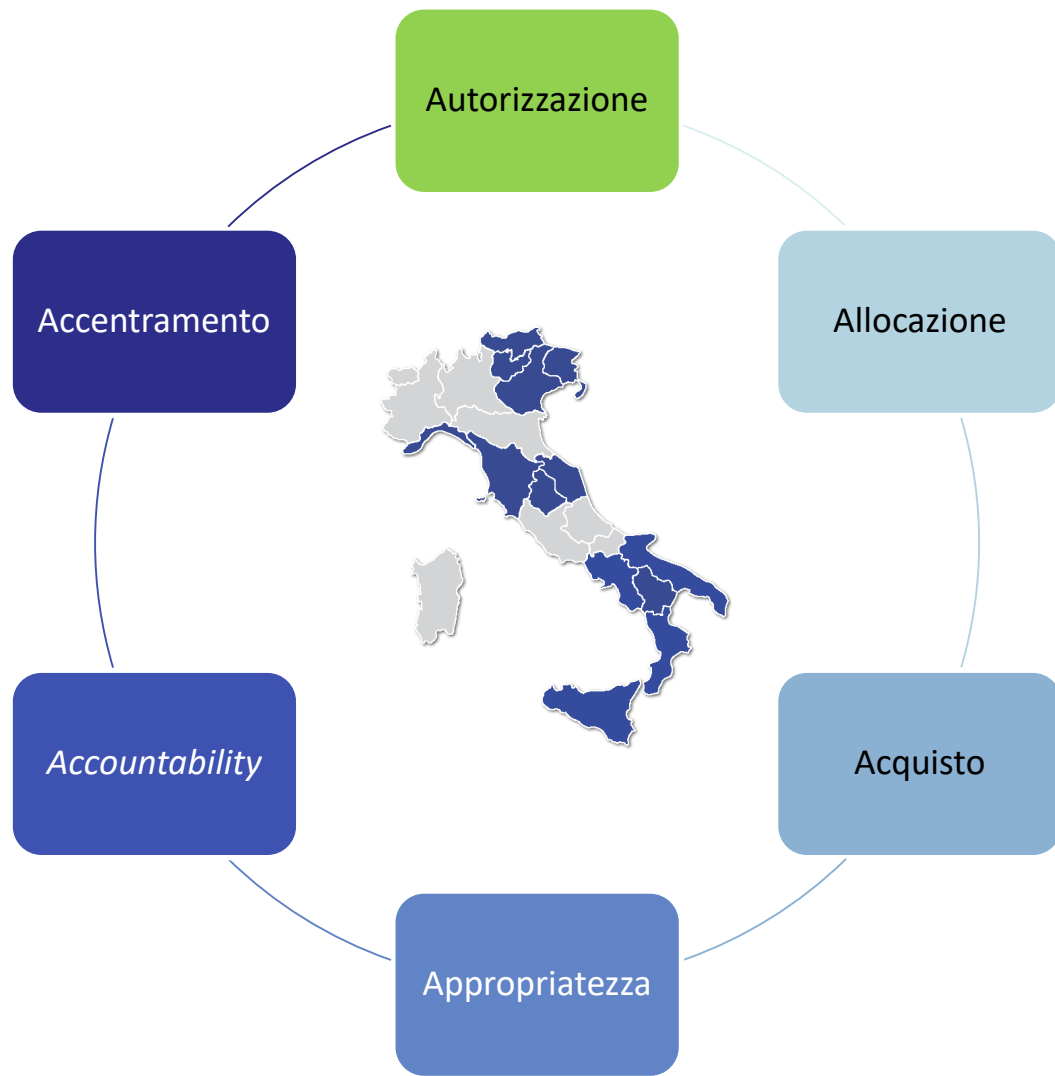 Autorizzazione
Accentramento
Allocazione
Accountability
Acquisto
Appropriatezza